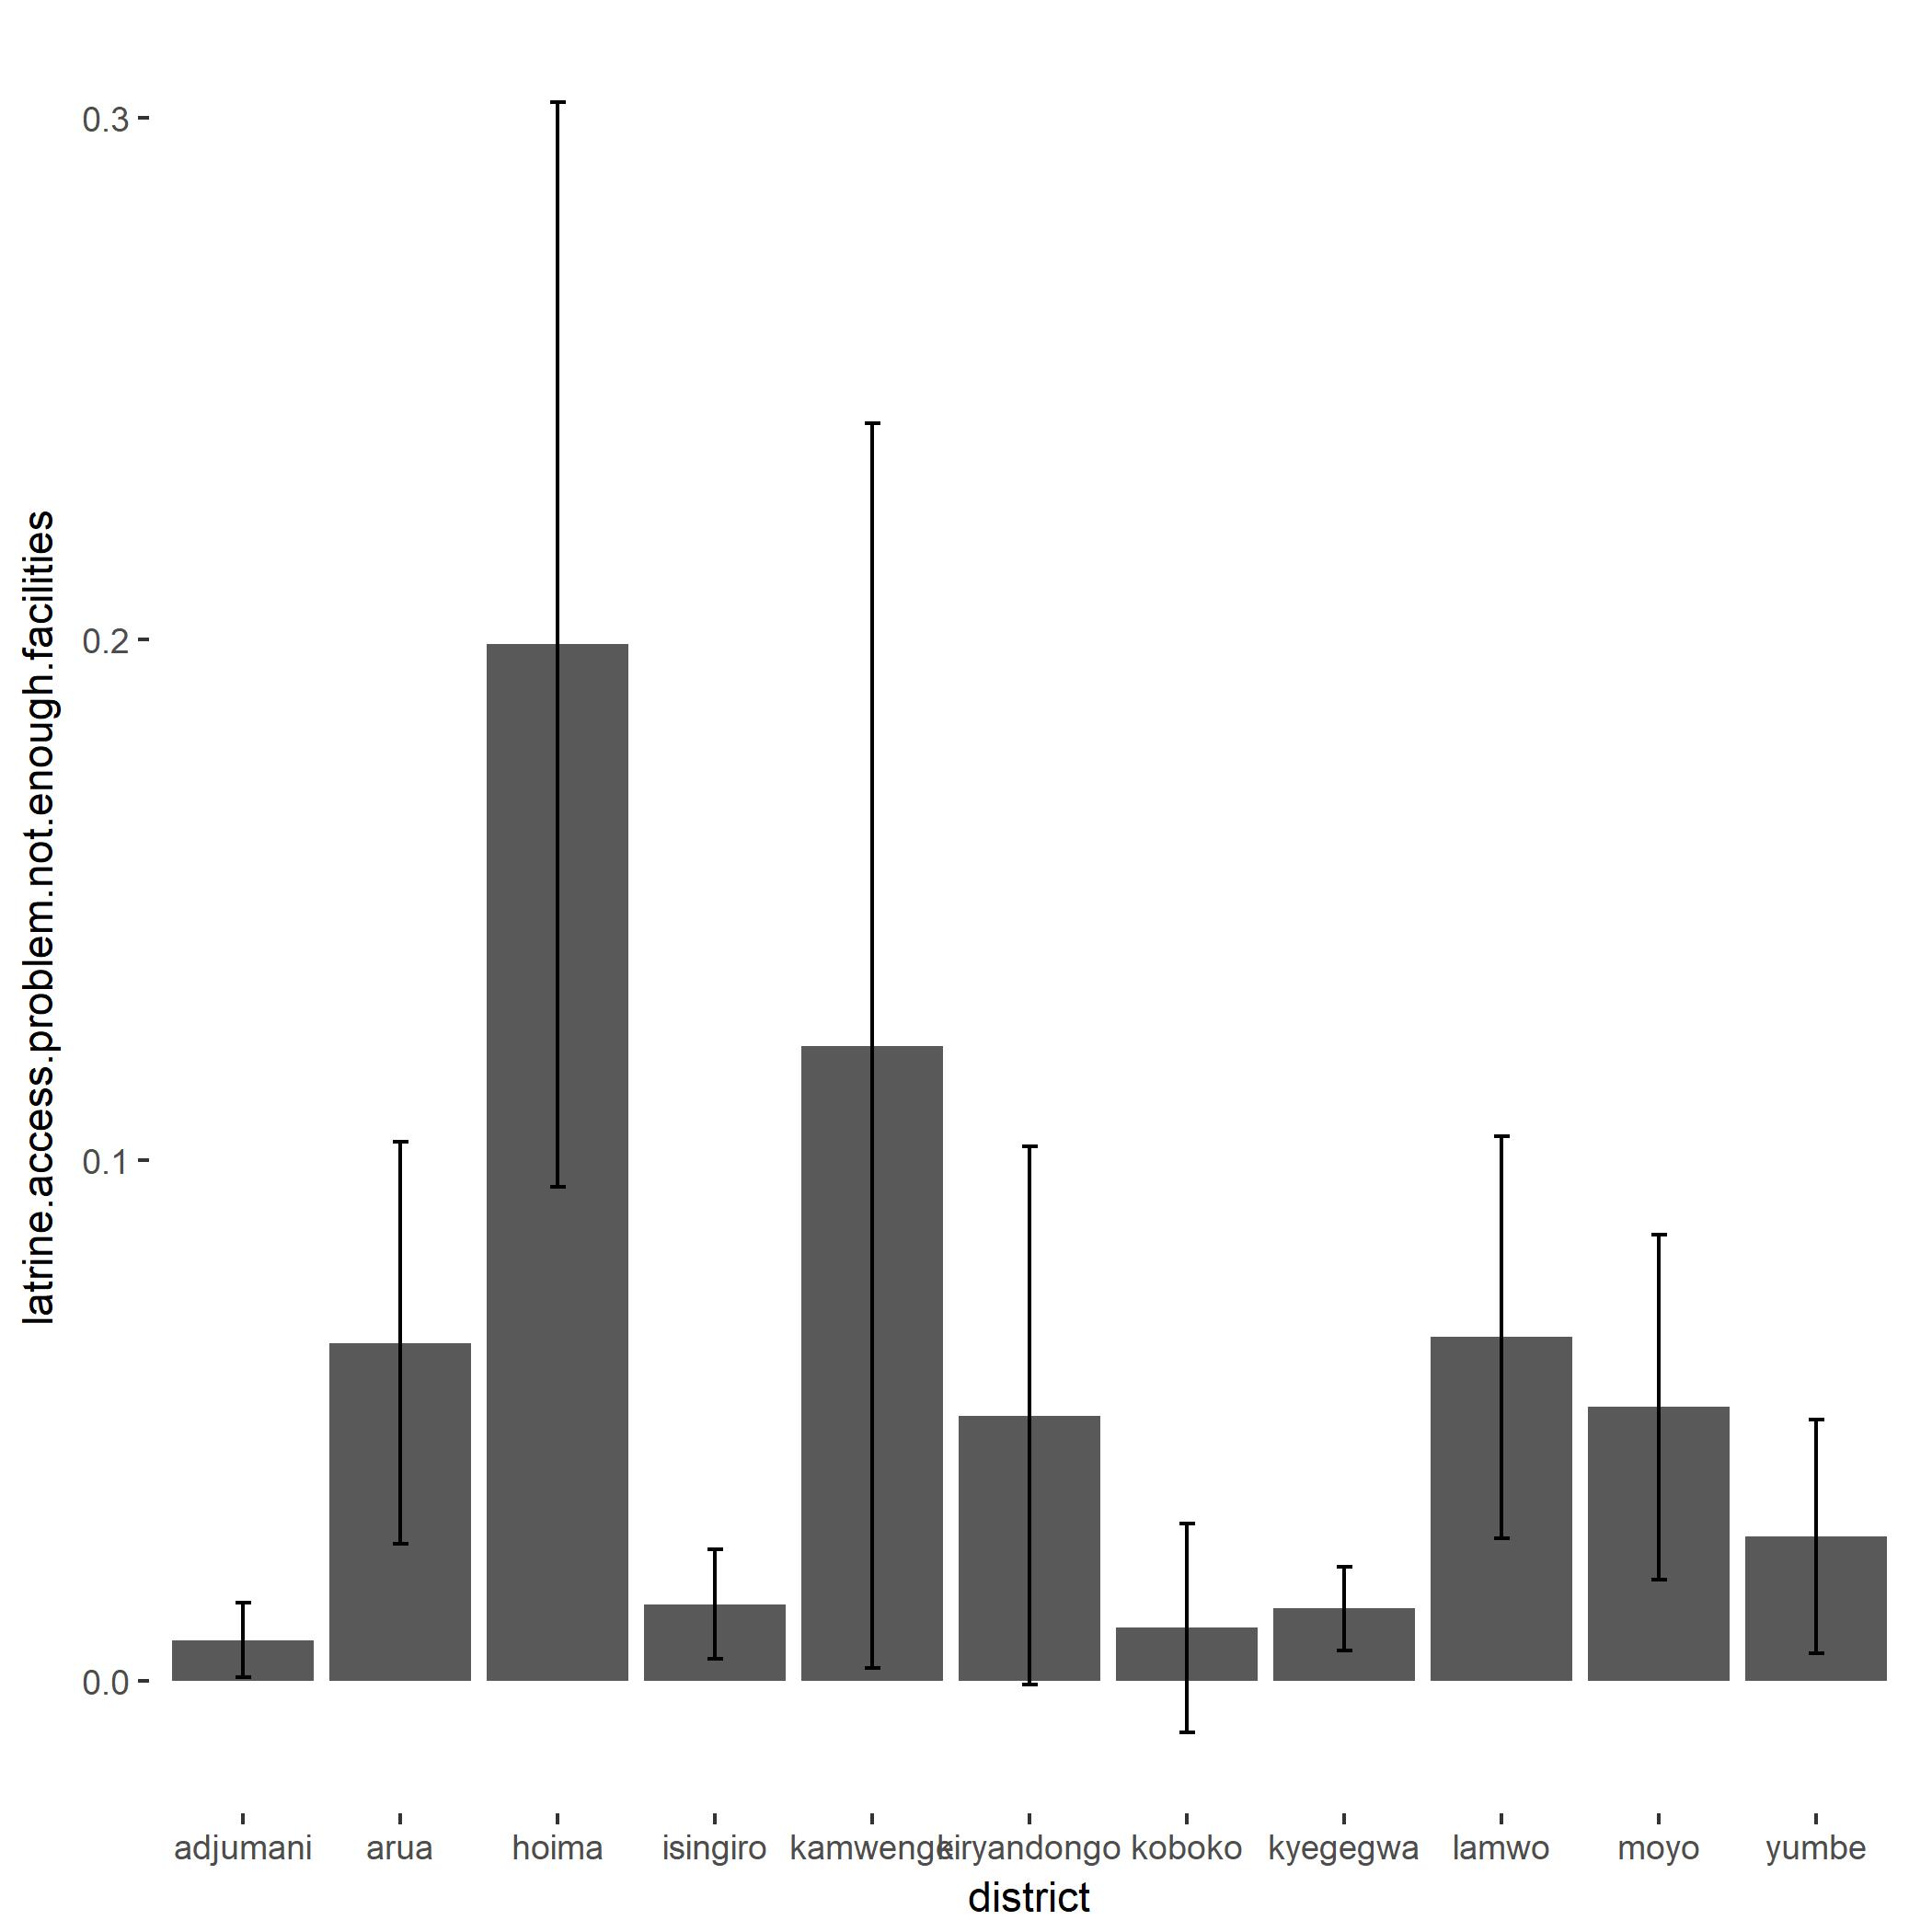 latrine.access.problem.not.enough.facilities
0.3
0.2
0.1
0.0
adjumani arua hoima isingiro kamwenge kiryandongo koboko kyegegwa lamwo moyo yumbe
district